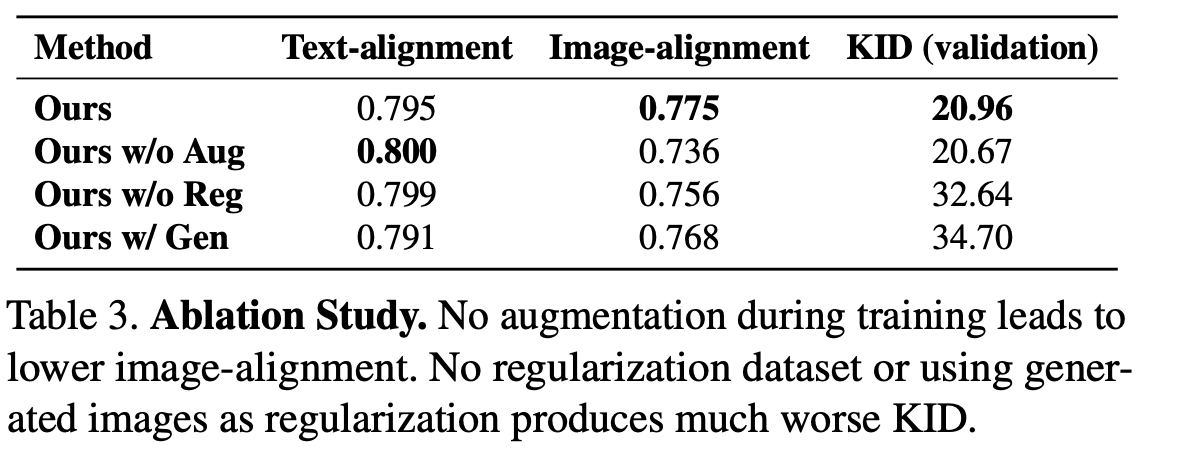 Method Text-alignment Image-alignment KID (validation)
Ours 0.795 0.775 20.96
Ours w/o Aug 0.800 0.736 20.67
Ours w/o Reg 0.799 0.756 32.64
Ours w/ Gen 0.791 0.768 34.70
Table 3. Ablation Study. No augmentation during training leads to
lower image-alignment. No regularization dataset or using gener-
ated images as regularization produces much worse KID.